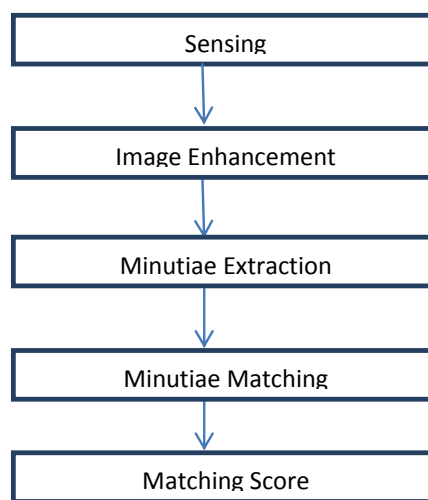 Sensing
Image Enhancement
Minutiae Extraction
Minutiae Matching
Matching Score